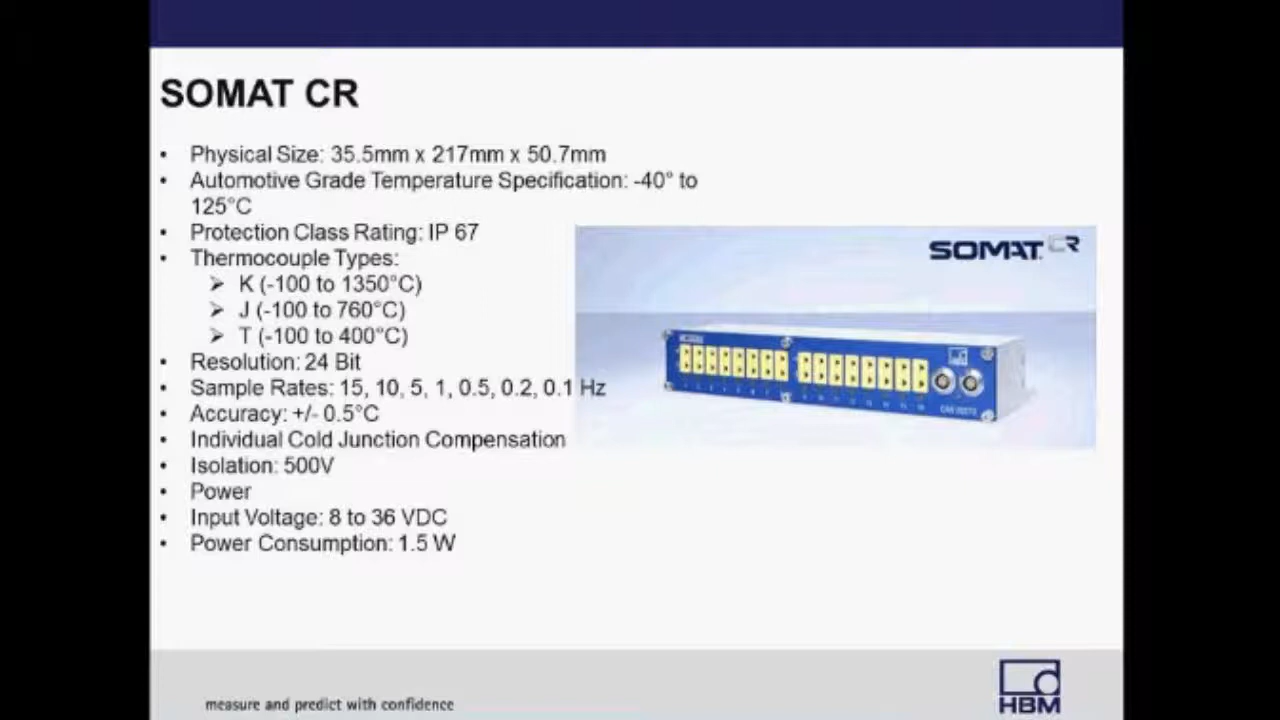 SOMAT CR
• Physical Size: 35.5mm x 217mm x 50.7mm
• Automotive Grade Temperature Specification: -40° to
125°C
• Protection Class Rating: IP 67
• Thermocouple Types:
➢ K (-100 to 1350°C)
➢ J (-100 to 760°C)
➢ T (-100 to 400°C)
• Resolution: 24 Bit
• Sample Rates: 15, 10, 5, 1, 0.5, 0.2, 0.1 Hz
• Accuracy: +/- 0.5°C
• Individual Cold Junction Compensation
• Isolation: 500V
• Power
• Input Voltage: 8 to 36 VDC
• Power Consumption: 1.5 W
SOMAT CR
measure and predict with confidence
HBM